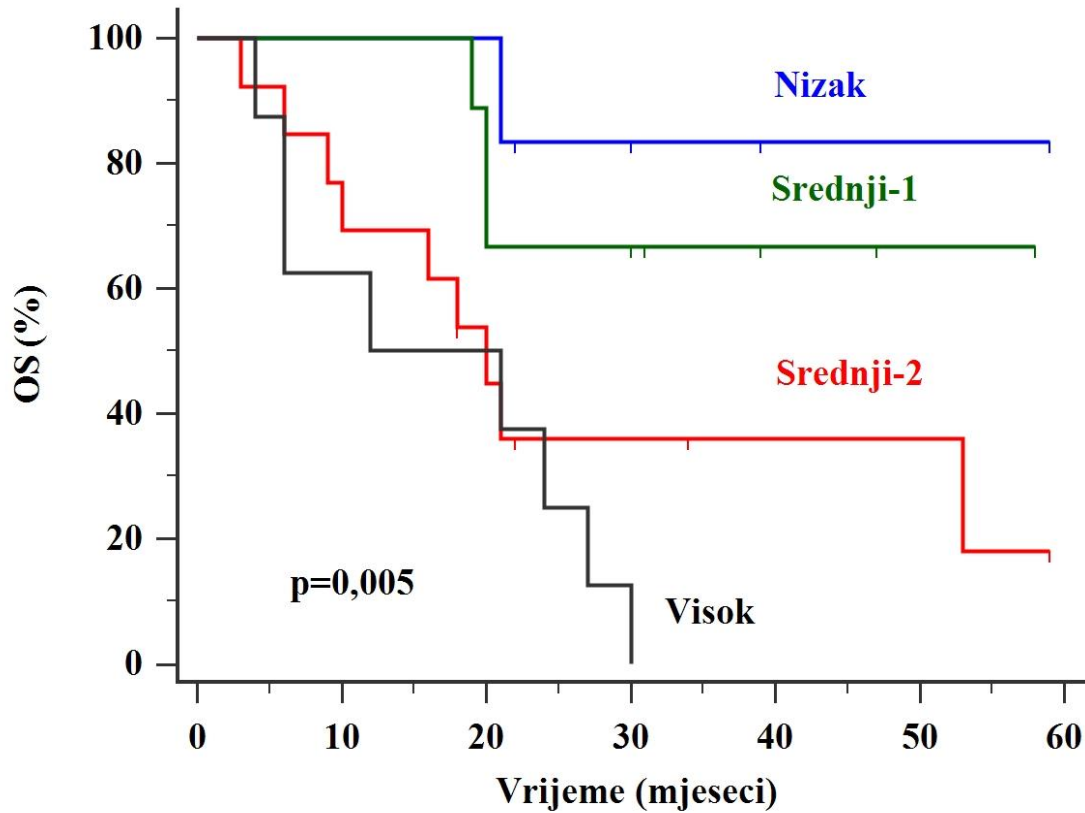 100
80
60
40
20
0
OS (%)
Nizak
Srednji-1
Srednji-2
p=0,005
Visok
0 10 20 30 40 50 60
Vrijeme (mjeseci)